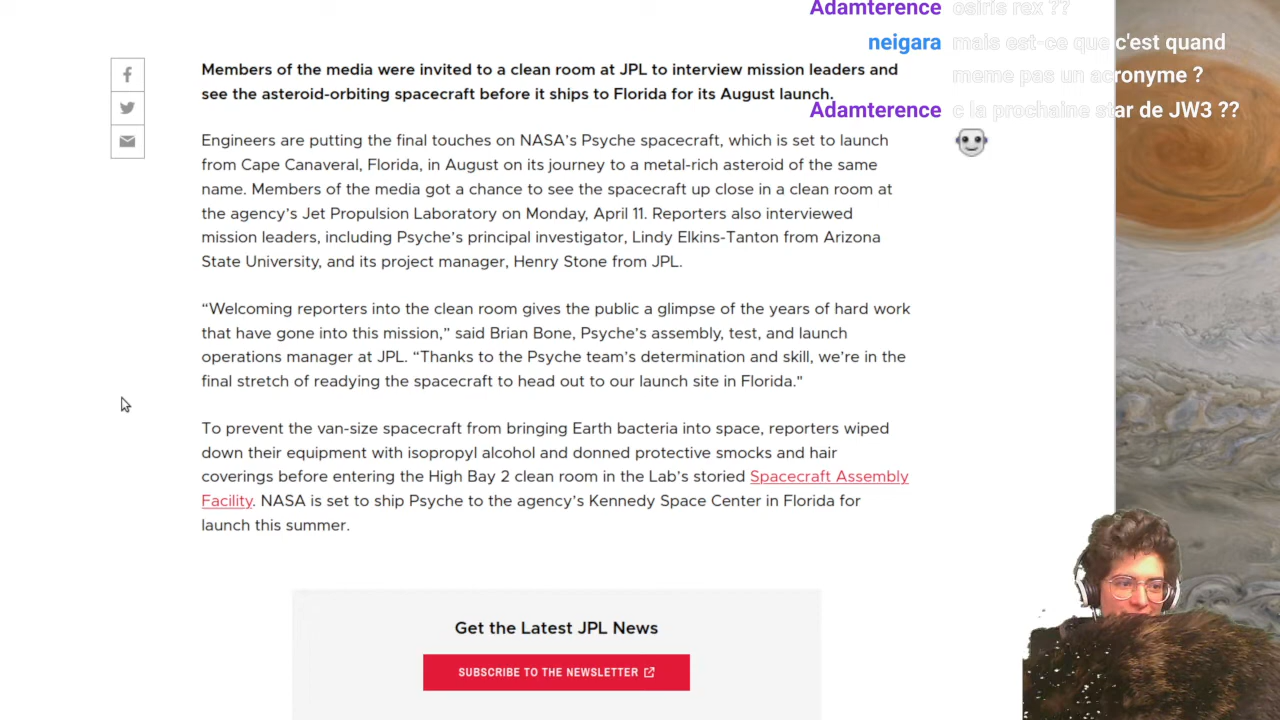 Adamterence osiris rex ??
neigara mais est-ce que c'est quand
meme pas un acronyme ?
Adamterence c la prochaine star de JW3 ??
Members of the media were invited to a clean room at JPL to interview mission leaders and
see the asteroid-orbiting spacecraft before it ships to Florida for its August launch.
Engineers are putting the final touches on NASA’s Psyche spacecraft, which is set to launch
from Cape Canaveral, Florida, in August on its journey to a metal-rich asteroid of the same
name. Members of the media got a chance to see the spacecraft up close in a clean room at
the agency’s Jet Propulsion Laboratory on Monday, April 11. Reporters also interviewed
mission leaders, including Psyche’s principal investigator, Lindy Elkins-Tanton from Arizona
State University, and its project manager, Henry Stone from JPL.
“Welcoming reporters into the clean room gives the public a glimpse of the years of hard work
that have gone into this mission,” said Brian Bone, Psyche’s assembly, test, and launch
operations manager at JPL. “Thanks to the Psyche team’s determination and skill, we’re in the
final stretch of readying the spacecraft to head out to our launch site in Florida."
To prevent the van-size spacecraft from bringing Earth bacteria into space, reporters wiped
down their equipment with isopropyl alcohol and donned protective smocks and hair
coverings before entering the High Bay 2 clean room in the Lab’s storied Spacecraft Assembly
Facility. NASA is set to ship Psyche to the agency’s Kennedy Space Center in Florida for
launch this summer.
Get the Latest JPL News
SUBSCRIBE TO THE NEWSLETTER